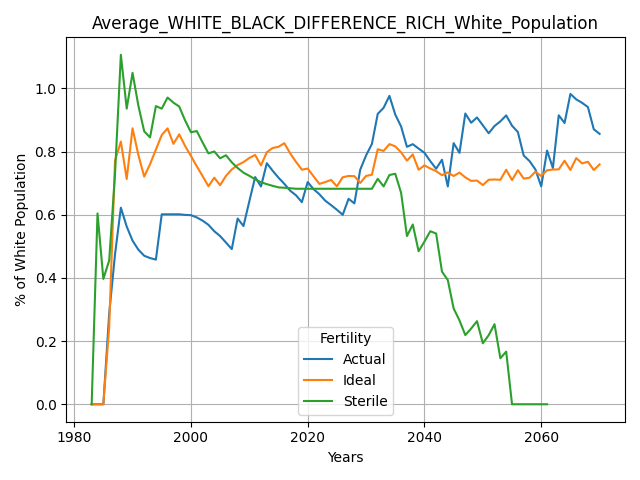 Average_WHITE_BLACK_DIFFERENCE_RICH_White_Population
% of White Population
1.0
0.8
0.6
0.4
0.2
0.0
Fertility
Actual
Ideal
Sterile
1980 2000 2020 2040 2060
Years